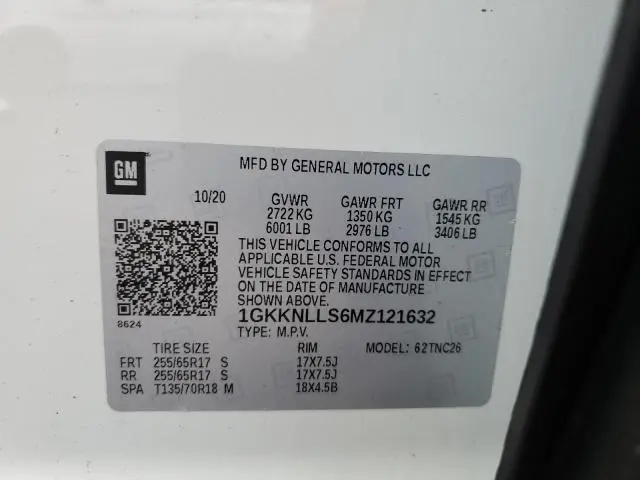 GM
MFD BY GENERAL MOTORS LLC
10/20 GVWR GAWR FRT GAWR RR
2722 KG 1350 KG 1545 KG
6001 LB 2976 LB 3406 LB
THIS VEHICLE CONFORMS TO ALL
APPLICABLE U.S. FEDERAL MOTOR
VEHICLE SAFETY STANDARDS IN EFFECT
ON THE DATE OF MANUFACTURE
SHOWN ABOVE.
8624
1GKKNLLS6MZ121632
TYPE: M.P.V.
TIRE SIZE RIM MODEL: 62TNC26
FRT 255/65R17 S 17X7.5J
RR 255/65R17 S 17X7.5J
SPA T135/70R18 M 18X4.5B